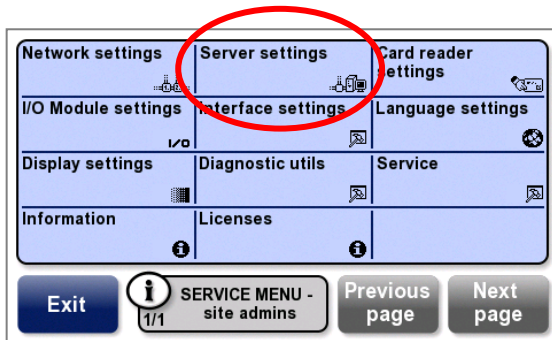 Network settings
Server settings
Card reader
settings
I/O Module settings
I/O
Interface settings
Language settings
Display settings
Diagnostic utils
Service
Information
Licenses
Exit
1/1
SERVICE MENU -
site admins
Previous
page
Next
page